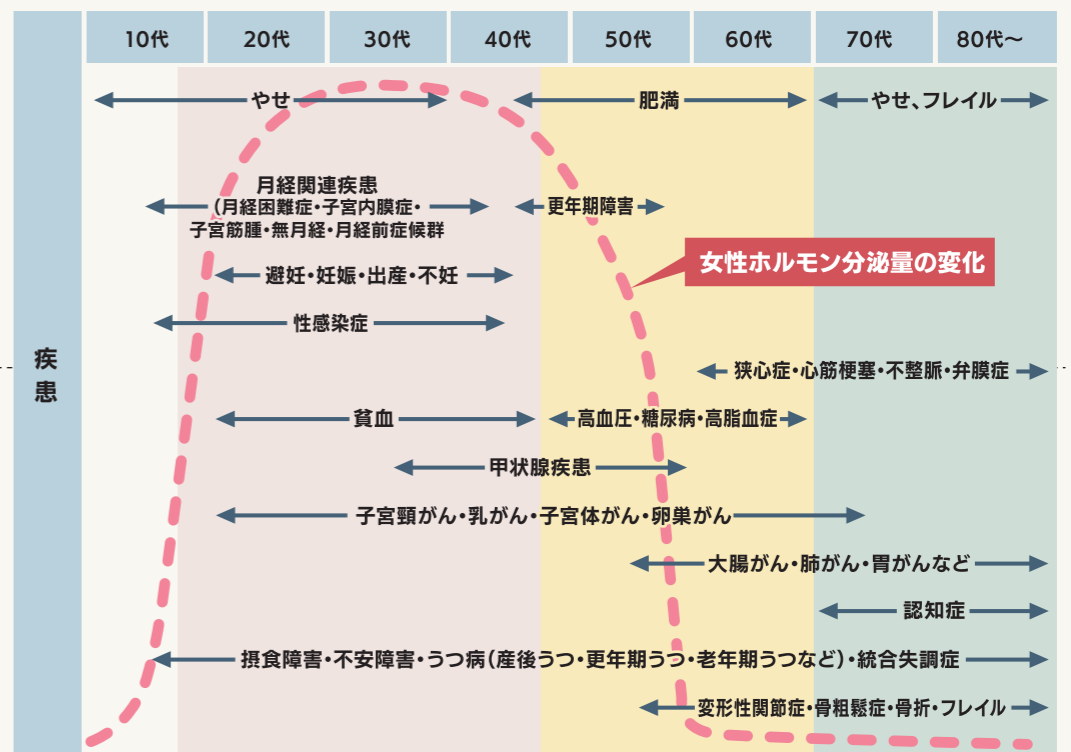 10代
20代
30代
40代
50代
60代
70代
80代～
疾患
やせ
肥満
やせ、フレイル
月経関連疾患
（月経困難症・子宮内膜症・
子宮筋腫・無月経・月経前症候群
更年期障害
女性ホルモン分泌量の変化
避妊・妊娠・出産・不妊
性感染症
狭心症・心筋梗塞・不整脈・弁膜症
貧血
高血圧・糖尿病・高脂血症
甲状腺疾患
子宮頸がん・乳がん・子宮体がん・卵巣がん
大腸がん・肺がん・胃がんなど
認知症
摂食障害・不安障害・うつ病（産後うつ・更年期うつ・老年期うつなど）・統合失調症
変形性関節症・骨粗鬆症・骨折・フレイル